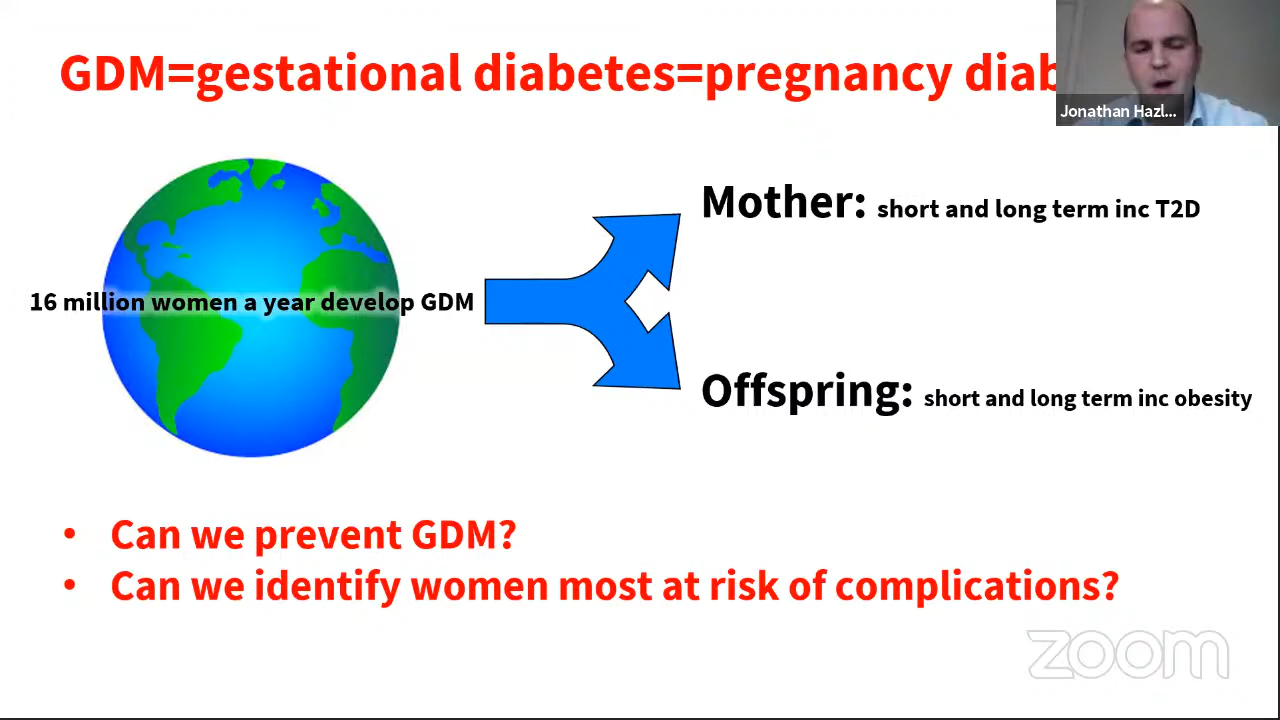 GDM=gestational diabetes=pregnancy diab
Jonathan Hazl...
Mother: short and long term inc T2D
16 million women a year develop GDM
Offspring: short and long term inc obesity
• Can we prevent GDM?
• Can we identify women most at risk of complications?
zoom